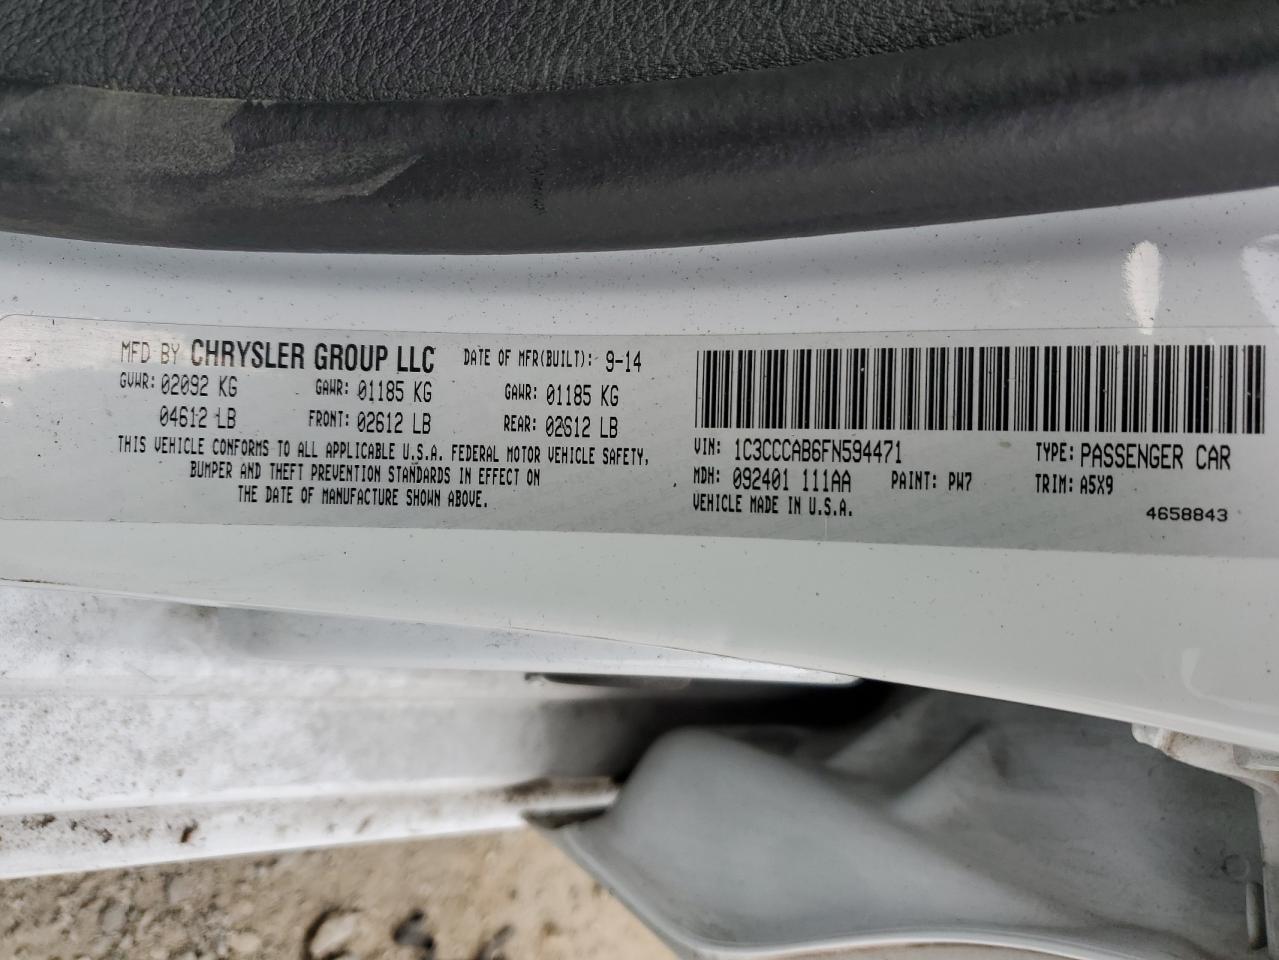 MFD BY CHRYSLER GROUP LLC DATE OF MFR(BUILT): 9-14
GVWR: 02092 KG GAWR: 01185 KG GAWR: 01185 KG
04612 LB FRONT: 02612 LB REAR: 02612 LB
THIS VEHICLE CONFORMS TO ALL APPLICABLE U.S.A. FEDERAL MOTOR VEHICLE SAFETY,
BUMPER AND THEFT PREVENTION STANDARDS IN EFFECT ON
THE DATE OF MANUFACTURE SHOWN ABOVE.
VIN: 1C3CCCAB6FN594471 TYPE: PASSENGER CAR
MDH: 092401 111AA PAINT: PW7 TRIM: A5X9
VEHICLE MADE IN U.S.A.
4658843